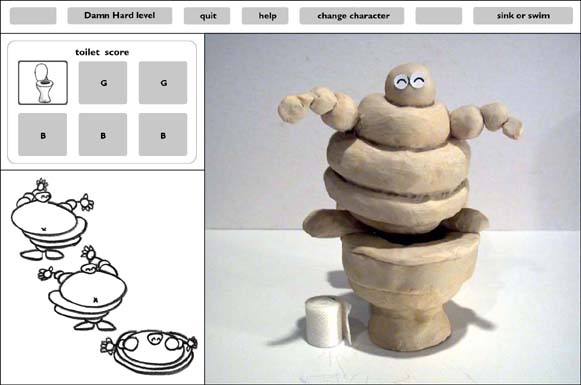 Damn Hard level quit help change character sink or swim
toilet score
G G
B B B